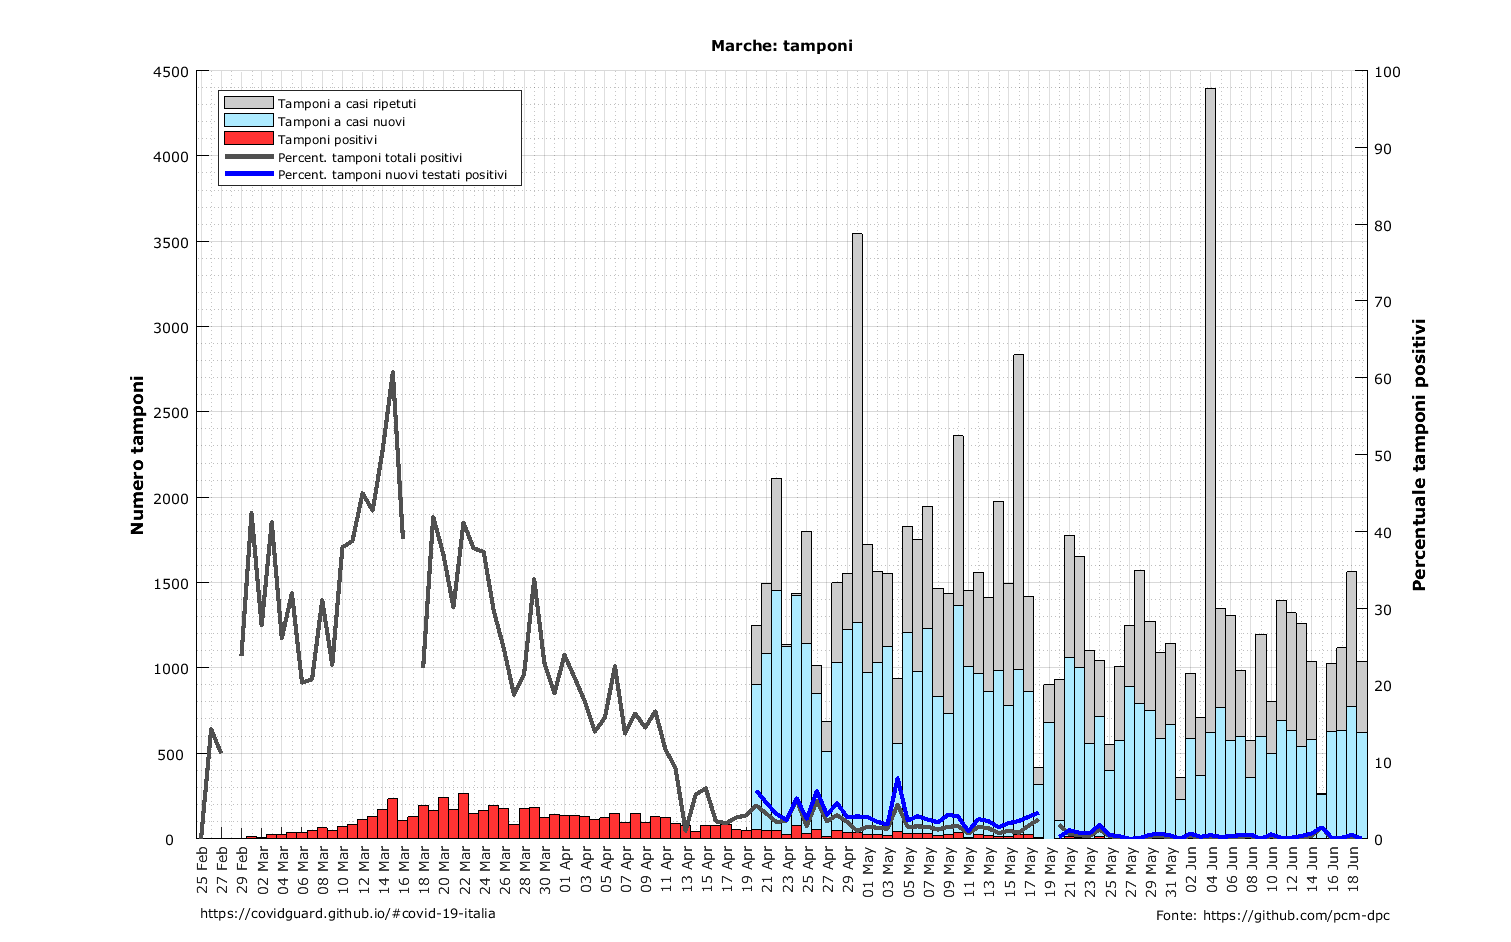 Marche: tamponi
Tamponi a casi ripetuti
Tamponi a casi nuovi
Tamponi positivi
Percent. tamponi totali positivi
Percent. tamponi nuovi testati positivi
Numero tamponi
4500
4000
3500
3000
2500
2000
1500
1000
500
0
Percentuale tamponi positivi
100
90
80
70
60
50
40
30
20
10
0
25 Feb
27 Feb
29 Feb
02 Mar
04 Mar
06 Mar
08 Mar
10 Mar
12 Mar
14 Mar
16 Mar
18 Mar
20 Mar
22 Mar
24 Mar
26 Mar
28 Mar
30 Mar
01 Apr
03 Apr
05 Apr
07 Apr
09 Apr
11 Apr
13 Apr
15 Apr
17 Apr
19 Apr
21 Apr
23 Apr
25 Apr
27 Apr
29 Apr
01 May
03 May
05 May
07 May
09 May
11 May
13 May
15 May
17 May
19 May
21 May
23 May
25 May
27 May
29 May
31 May
02 Jun
04 Jun
06 Jun
08 Jun
10 Jun
12 Jun
14 Jun
16 Jun
18 Jun
https://covidguard.github.io/#covid-19-italia
Fonte: https://github.com/pcm-dpc